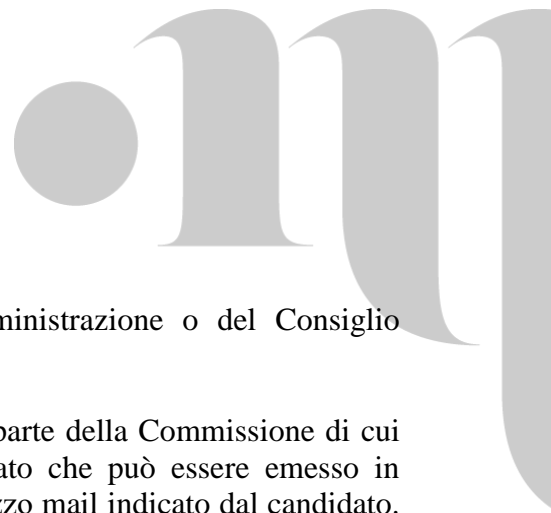 ministrazione o del Consiglio
parte della Commissione di cui
ato che può essere emesso in
zzo mail indicato dal candidato.